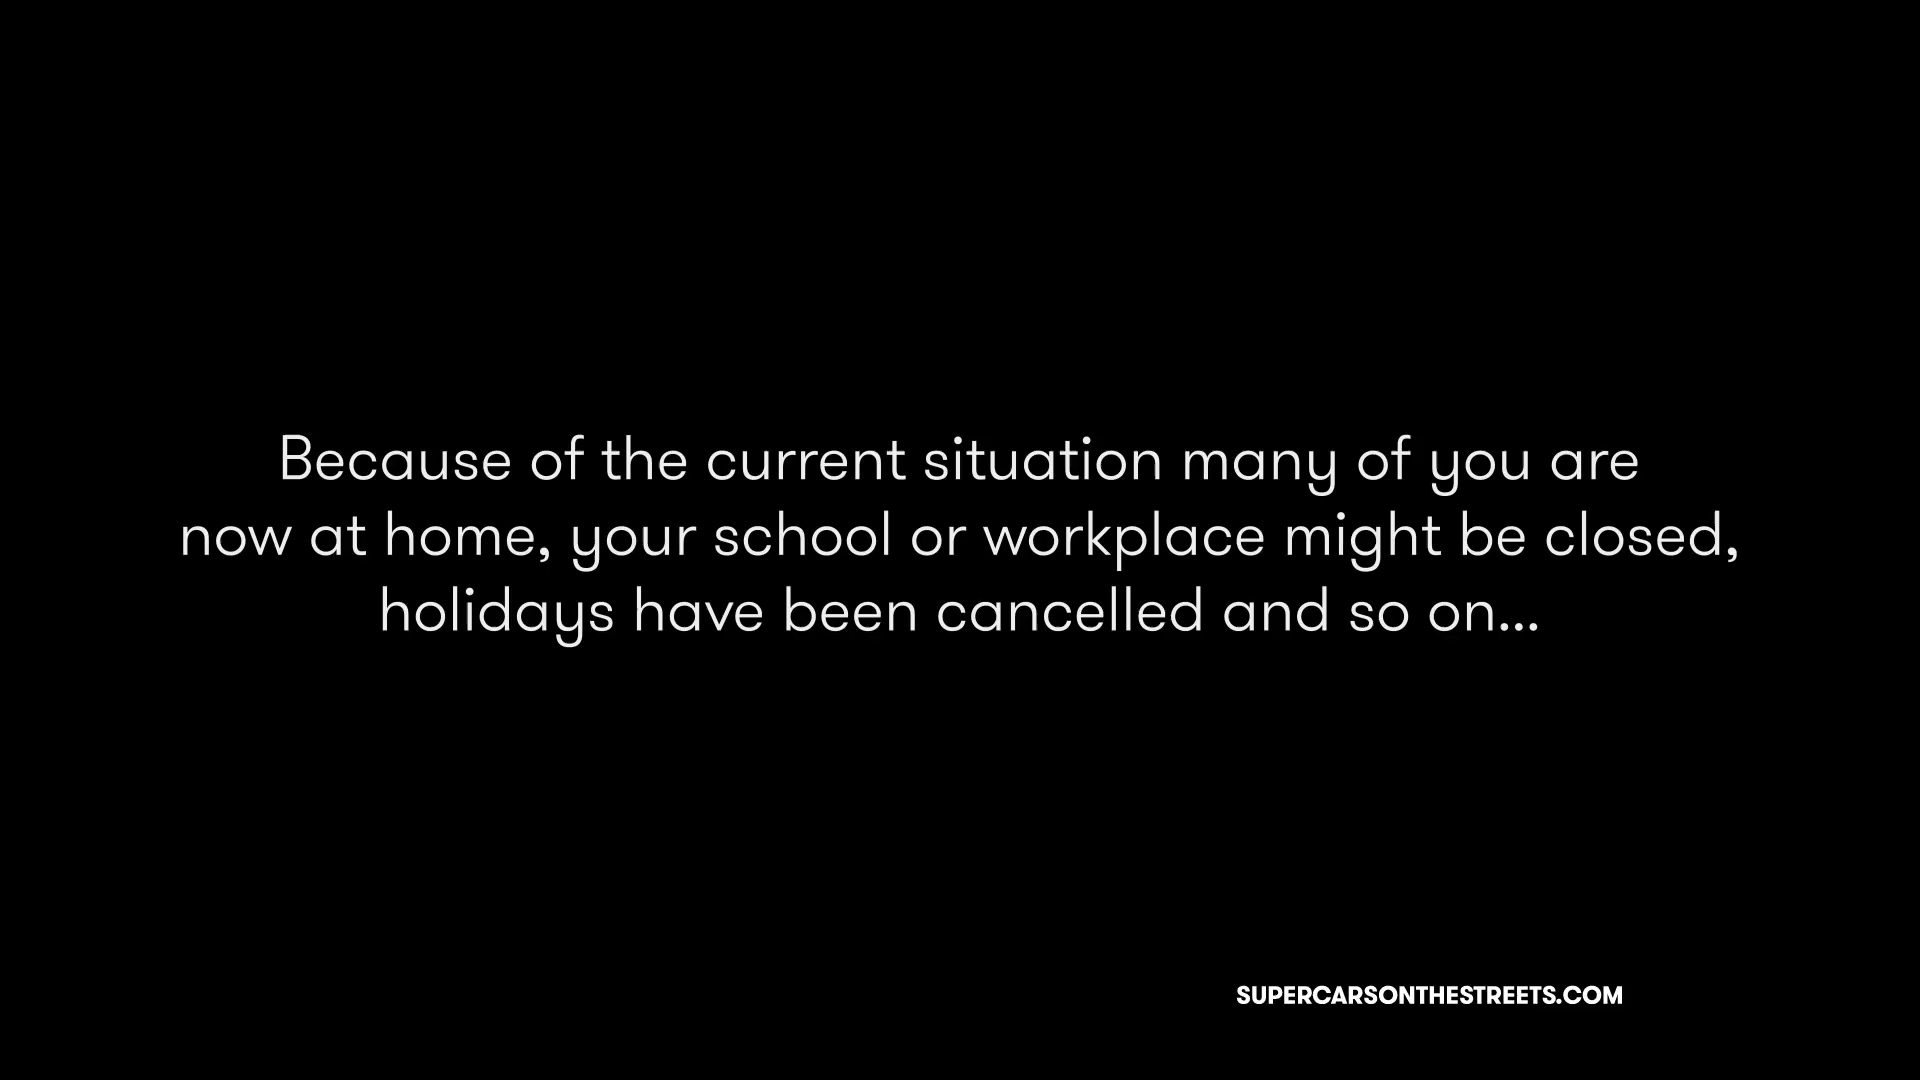 Because of the current situation many of you are
now at home, your school or workplace might be closed,
holidays have been cancelled and so on...
SUPERCARSONTHESTREETS.COM